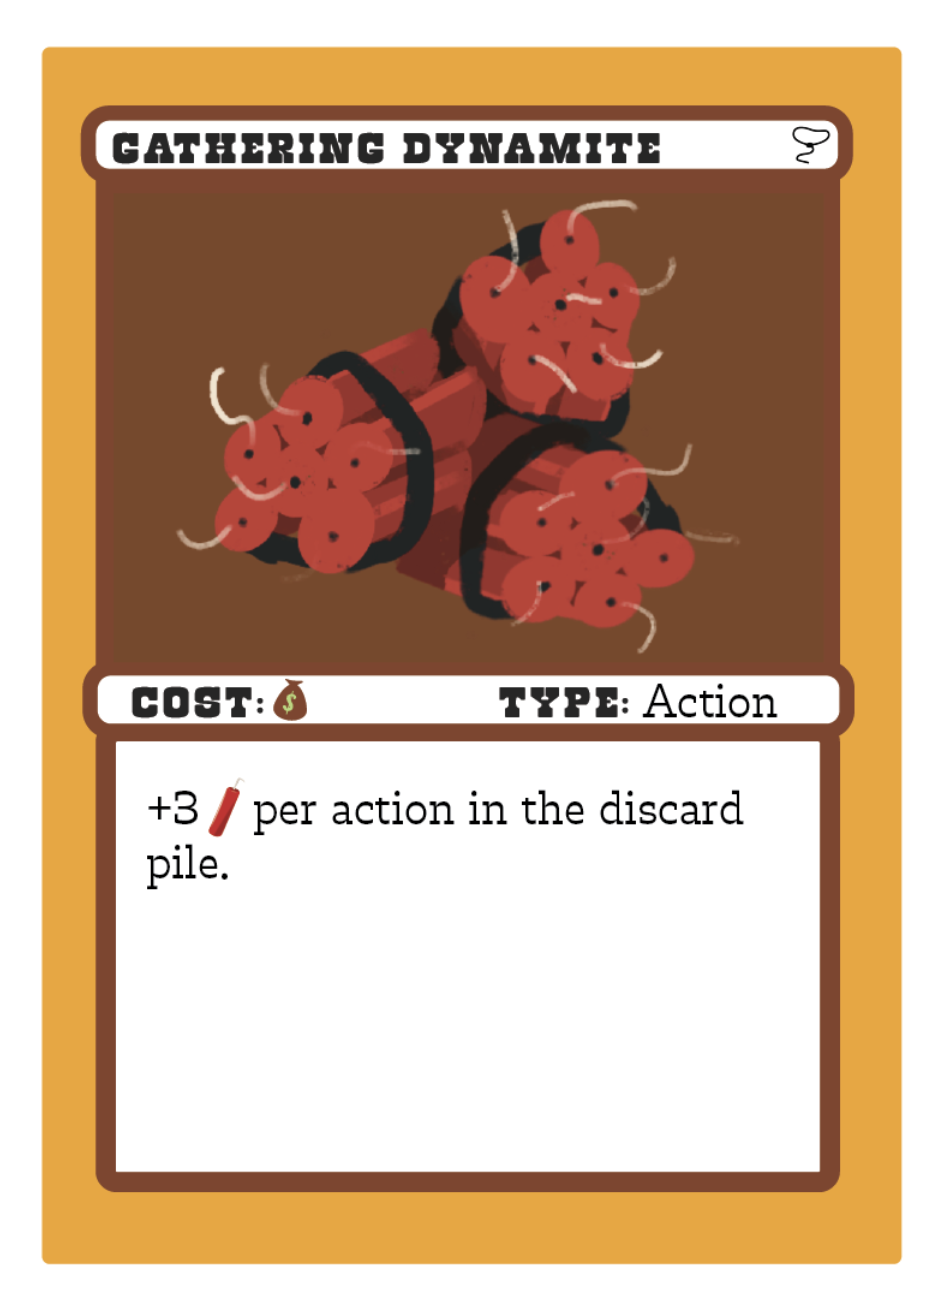 GATHERING DYNAMITE
COST: $
TYPE: Action
+3 per action in the discard
pile.